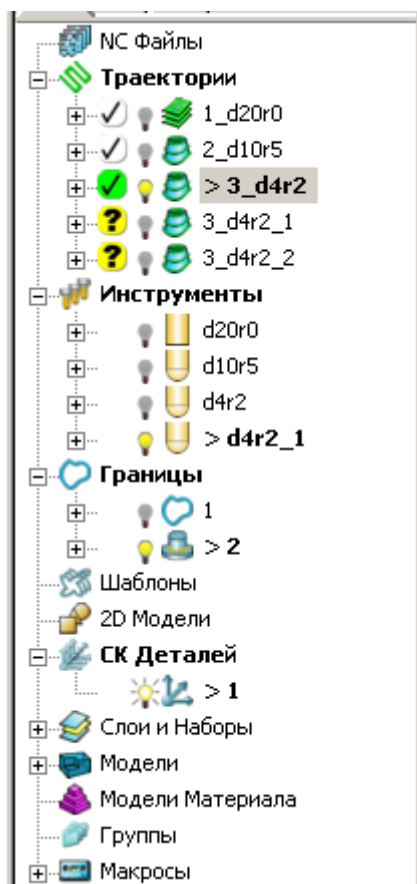 NC Файлы
Траектории
1_d20r0
2_d10r5
> 3_d4r2
3_d4r2_1
3_d4r2_2
Инструменты
d20r0
d10r5
d4r2
> d4r2_1
Границы
1
> 2
Шаблоны
2D Модели
СК Деталей
> 1
Слои и Наборы
Модели
Модели Материала
Группы
Макросы